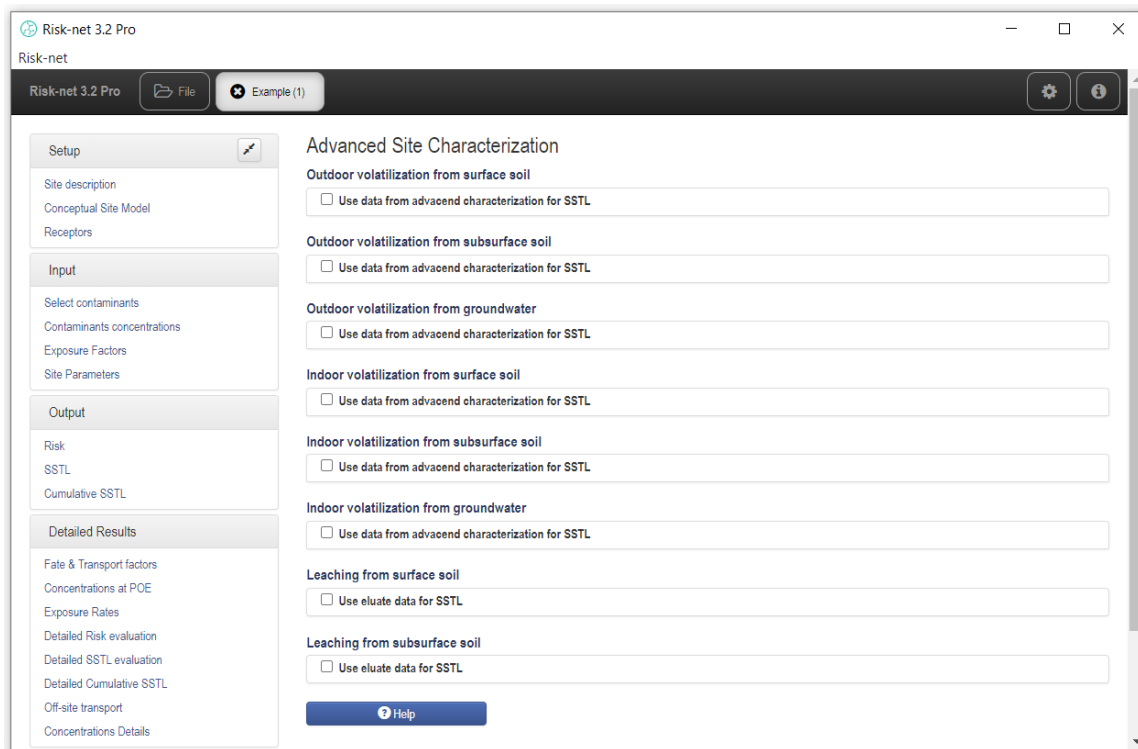 Risk-net 3.2 Pro
Risk-net
Risk-net 3.2 Pro
File
Example (1)
Setup
Site description
Conceptual Site Model
Receptors
Input
Select contaminants
Contaminants concentrations
Exposure Factors
Site Parameters
Output
Risk
SSTL
Cumulative SSTL
Detailed Results
Fate & Transport factors
Concentrations at POE
Exposure Rates
Detailed Risk evaluation
Detailed SSTL evaluation
Detailed Cumulative SSTL
Off-site transport
Concentrations Details
Advanced Site Characterization
Outdoor volatilization from surface soil
Use data from advacend characterization for SSTL
Outdoor volatilization from subsurface soil
Use data from advacend characterization for SSTL
Outdoor volatilization from groundwater
Use data from advacend characterization for SSTL
Indoor volatilization from surface soil
Use data from advacend characterization for SSTL
Indoor volatilization from subsurface soil
Use data from advacend characterization for SSTL
Indoor volatilization from groundwater
Use data from advacend characterization for SSTL
Leaching from surface soil
Use eluate data for SSTL
Leaching from subsurface soil
Use eluate data for SSTL
Help